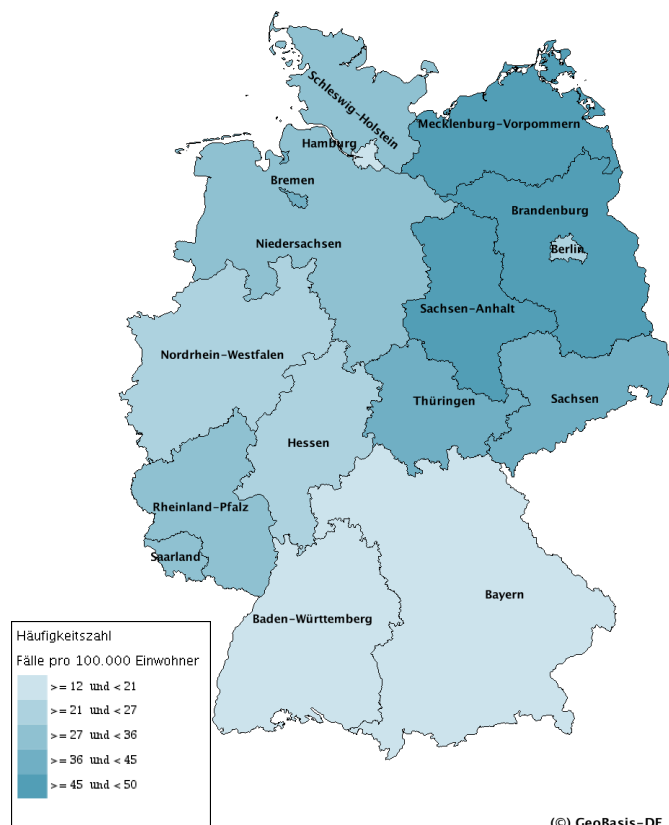 Schleswig-Holstein
Mecklenburg-Vorpommern
Hamburg
Bremen
Brandenburg
Niedersachsen
Berlin
Sachsen-Anhalt
Nordrhein-Westfalen
Thüringen
Sachsen
Hessen
Rheinland-Pfalz
Saarland
Bayern
Baden-Württemberg
Häufigkeitszahl
Fälle pro 100.000 Einwohner
>= 12 und < 21
>= 21 und < 27
>= 27 und < 36
>= 36 und < 45
>= 45 und < 50
(©) GeoBasis-DE